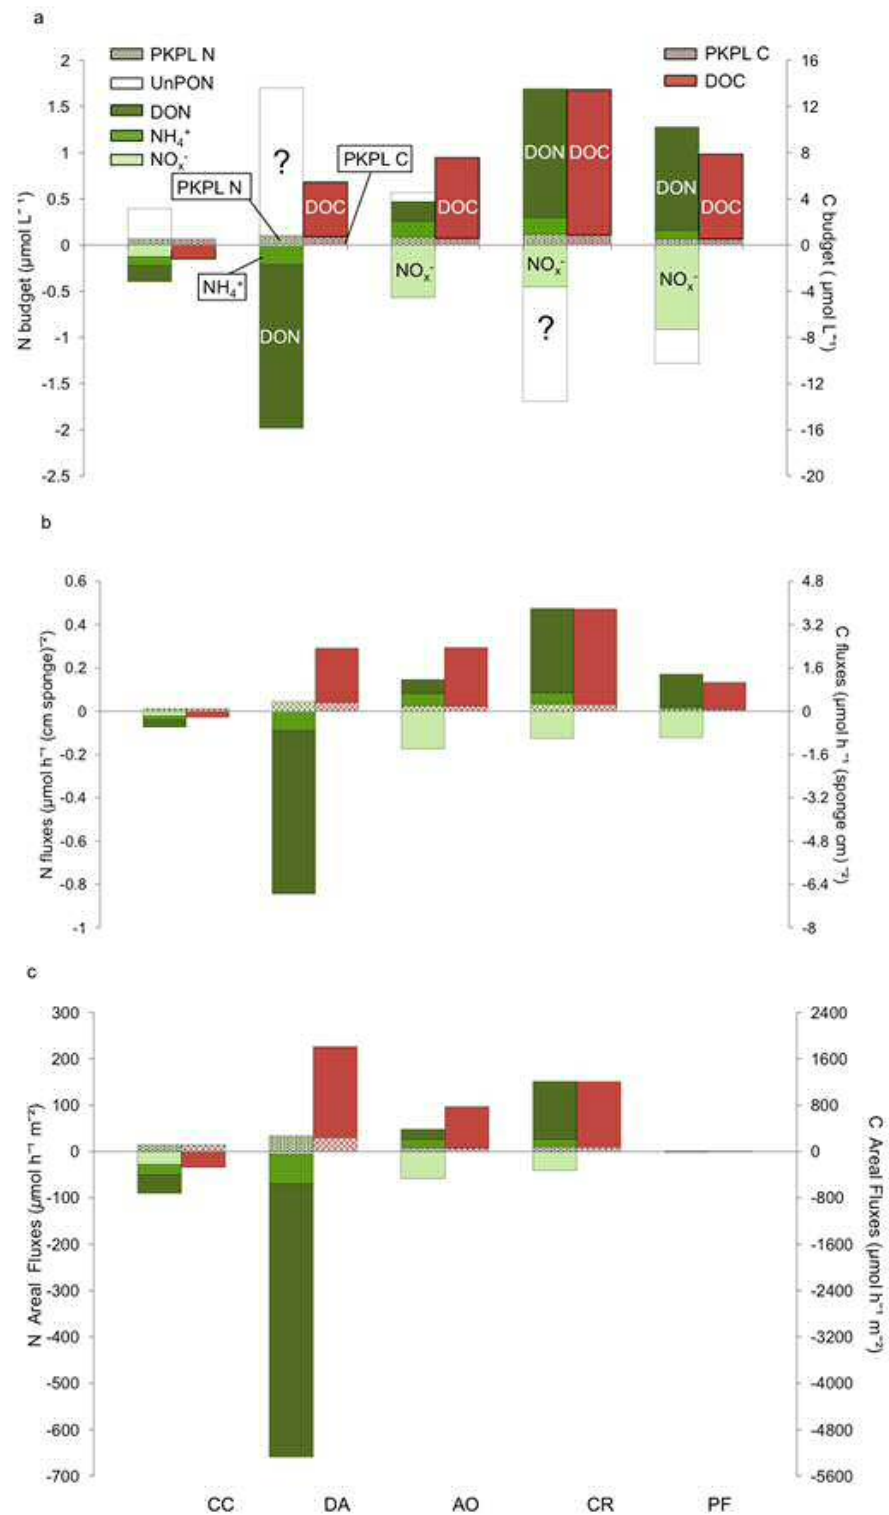 a
PKPL N
UnPON
DON
NH₄⁺
NOₓ⁻
PKPL C
DOC
2
1.5
1
0.5
0
-0.5
-1
-1.5
-2
-2.5
N budget (µmol L⁻¹)
16
12
8
4
0
-4
-8
-12
-16
-20
C budget ( µmol L⁻¹)
PKPL N
?
PKPL C
DOC
NH₄⁺
DON
DOC
NOₓ⁻
DON
DOC
NOₓ⁻
?
DON
DOC
NOₓ⁻
b
0.6
0.4
0.2
0
-0.2
-0.4
-0.6
-0.8
-1
N fluxes (µmol h⁻¹ (cm sponge)⁻²)
4.8
3.2
1.6
0
-1.6
-3.2
-4.8
-6.4
-8
C fluxes (µmol h⁻¹ (sponge cm) ⁻²)
c
300
200
100
0
-100
-200
-300
-400
-500
-600
-700
N Areal Fluxes (µmol h⁻¹ m⁻²)
2400
1600
800
0
-800
-1600
-2400
-3200
-4000
-4800
-5600
C Areal Fluxes (µmol h⁻¹ m⁻²)
CC DA AO CR PF